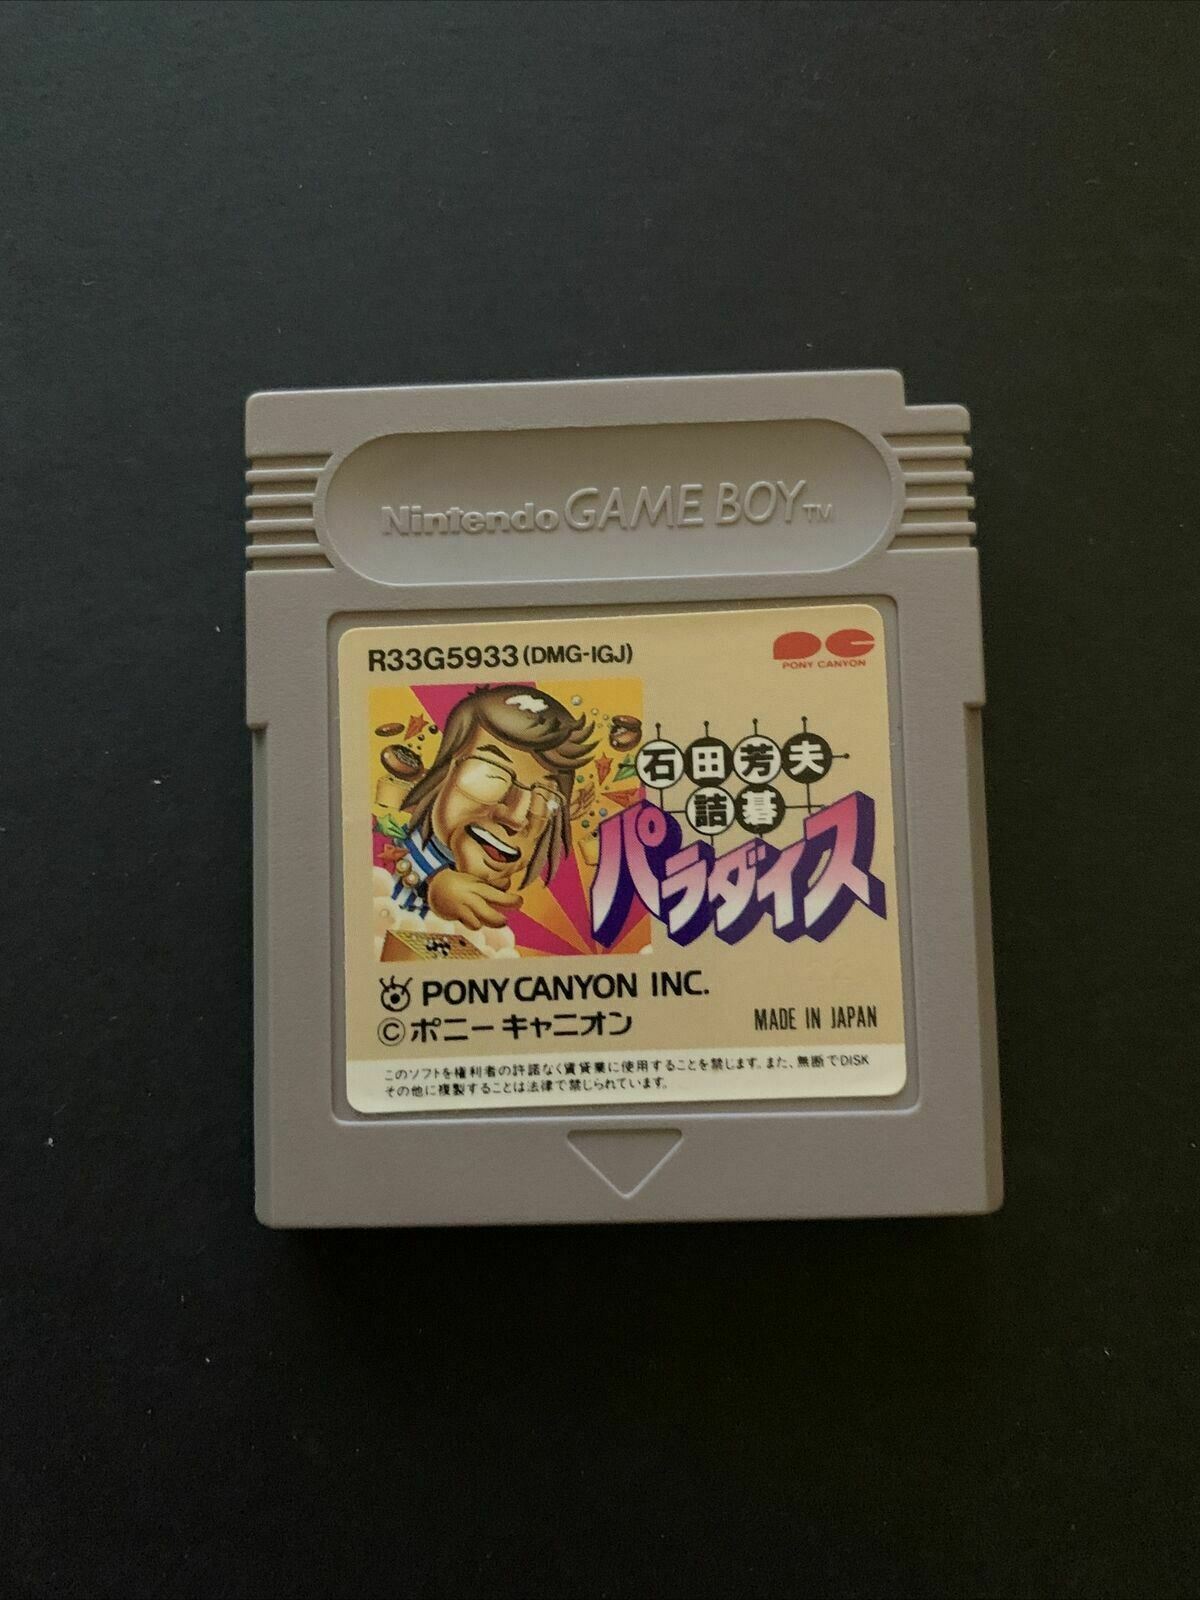 Nintendo GAME BOY™
R33G5933(DMG-IGJ)
PC
PONY CANYON
石田芳夫
詰碁
パラダイス
PONY CANYON INC.
©ポニーキャニオン
MADE IN JAPAN
このソフトを権利者の許諾なく賃貸業に使用することを禁じます。また、無断でDISK
その他に複製することは法律で禁じられています。